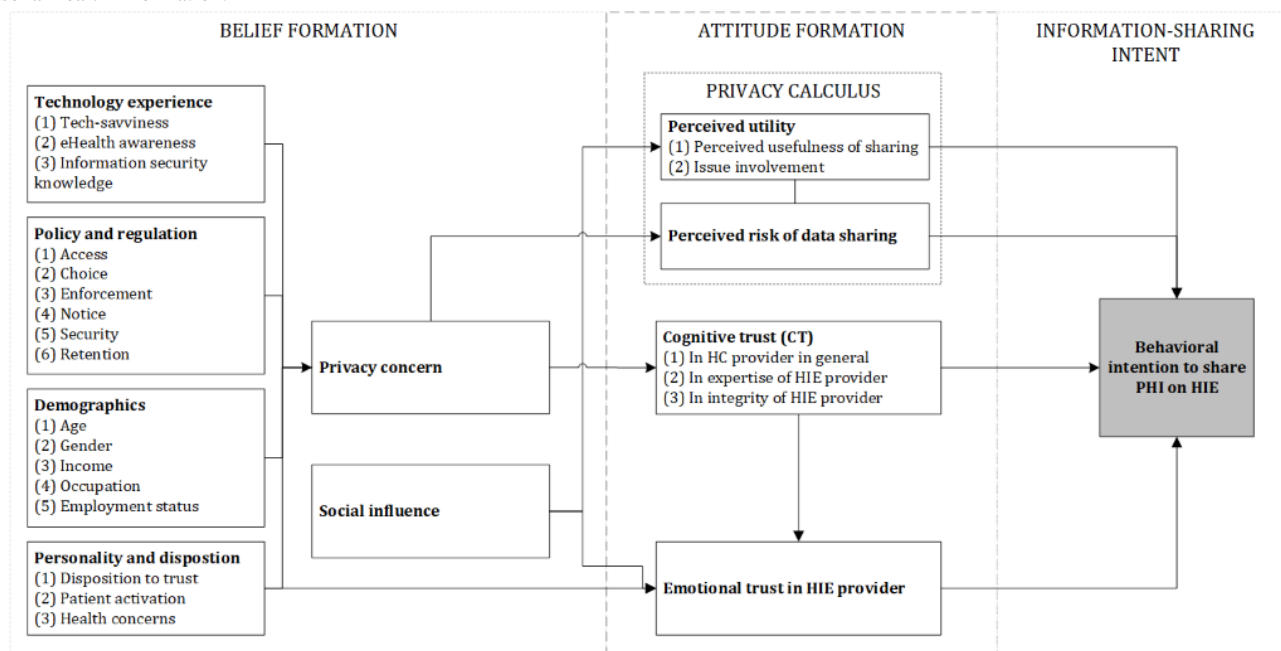 BELIEF FORMATION
ATTITUDE FORMATION
INFORMATION-SHARING
INTENT
Technology experience
(1) Tech-savviness
(2) eHealth awareness
(3) Information security
knowledge
Policy and regulation
(1) Access
(2) Choice
(3) Enforcement
(4) Notice
(5) Security
(6) Retention
Demographics
(1) Age
(2) Gender
(3) Income
(4) Occupation
(5) Employment status
Personality and dispostion
(1) Disposition to trust
(2) Patient activation
(3) Health concerns
Privacy concern
Social influence
PRIVACY CALCULUS
Perceived utility
(1) Perceived usefulness of sharing
(2) Issue involvement
Perceived risk of data sharing
Cognitive trust (CT)
(1) In HC provider in general
(2) In expertise of HIE provider
(3) In integrity of HIE provider
Emotional trust in HIE provider
Behavioral
intention to share
PHI on HIE